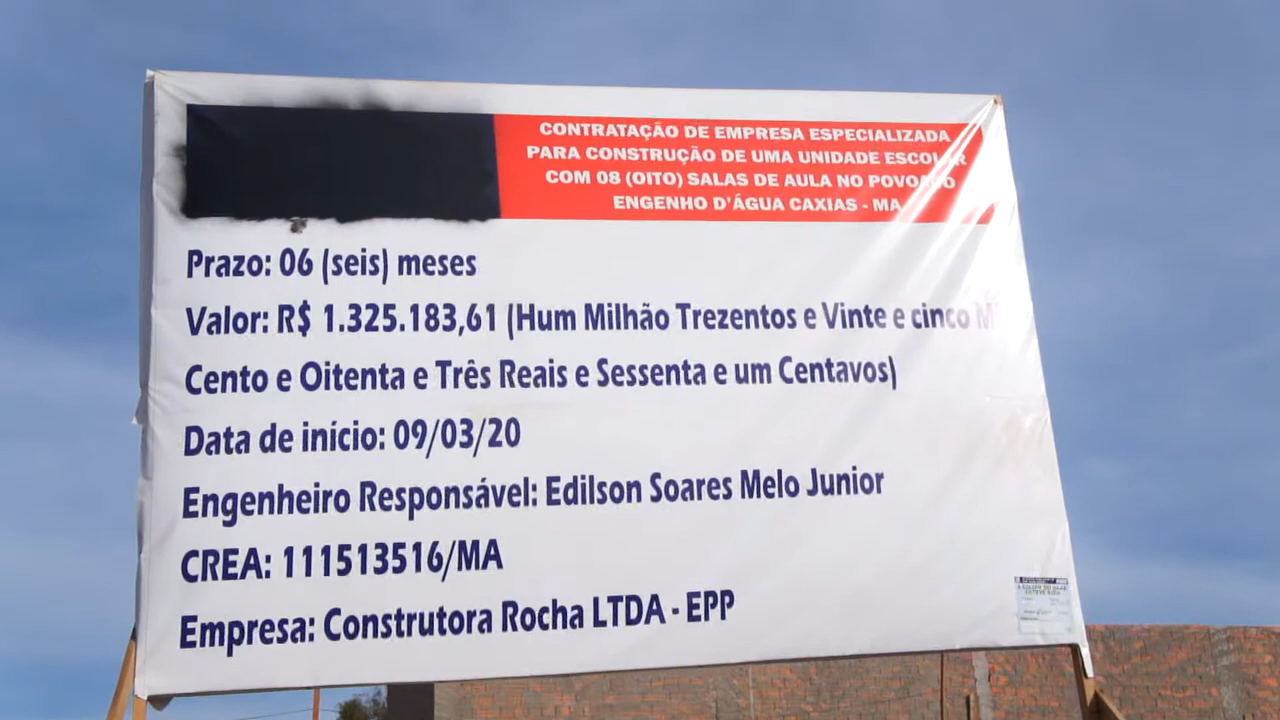 CONTRATAÇÃO DE EMPRESA ESPECIALIZADA
PARA CONSTRUÇÃO DE UMA UNIDADE ESCOLAR
COM 08 (OITO) SALAS DE AULA NO POVOADO
ENGENHO D'ÁGUA CAXIAS - MA.
Prazo: 06 (seis) meses
Valor: R$ 1.325.183,61 (Hum Milhão Trezentos e Vinte e cinco
Cento e Oitenta e Três Reais e Sessenta e um Centavos)
Data de início: 09/03/20
Engenheiro Responsável: Edilson Soares Melo Junior
CREA: 111513516/MA
Empresa: Construtora Rocha LTDA - EPP